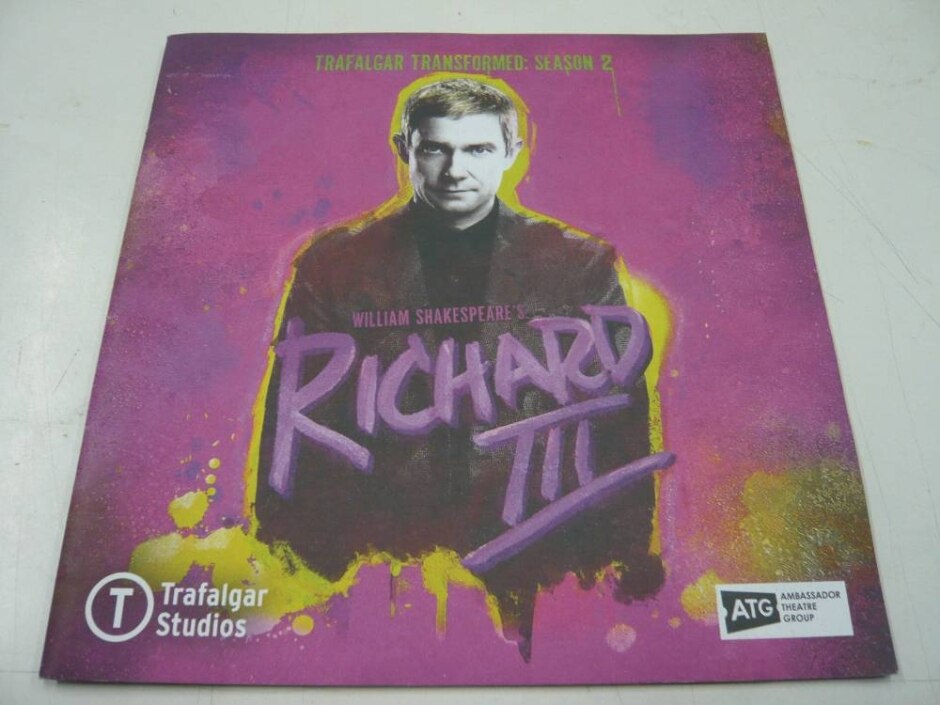 TRAFALGAR TRANSFORMED: SEASON 2
WILLIAM SHAKESPEARE'S
RICHARD
III
T Trafalgar
Studios
ATG AMBASSADOR
THEATRE
GROUP